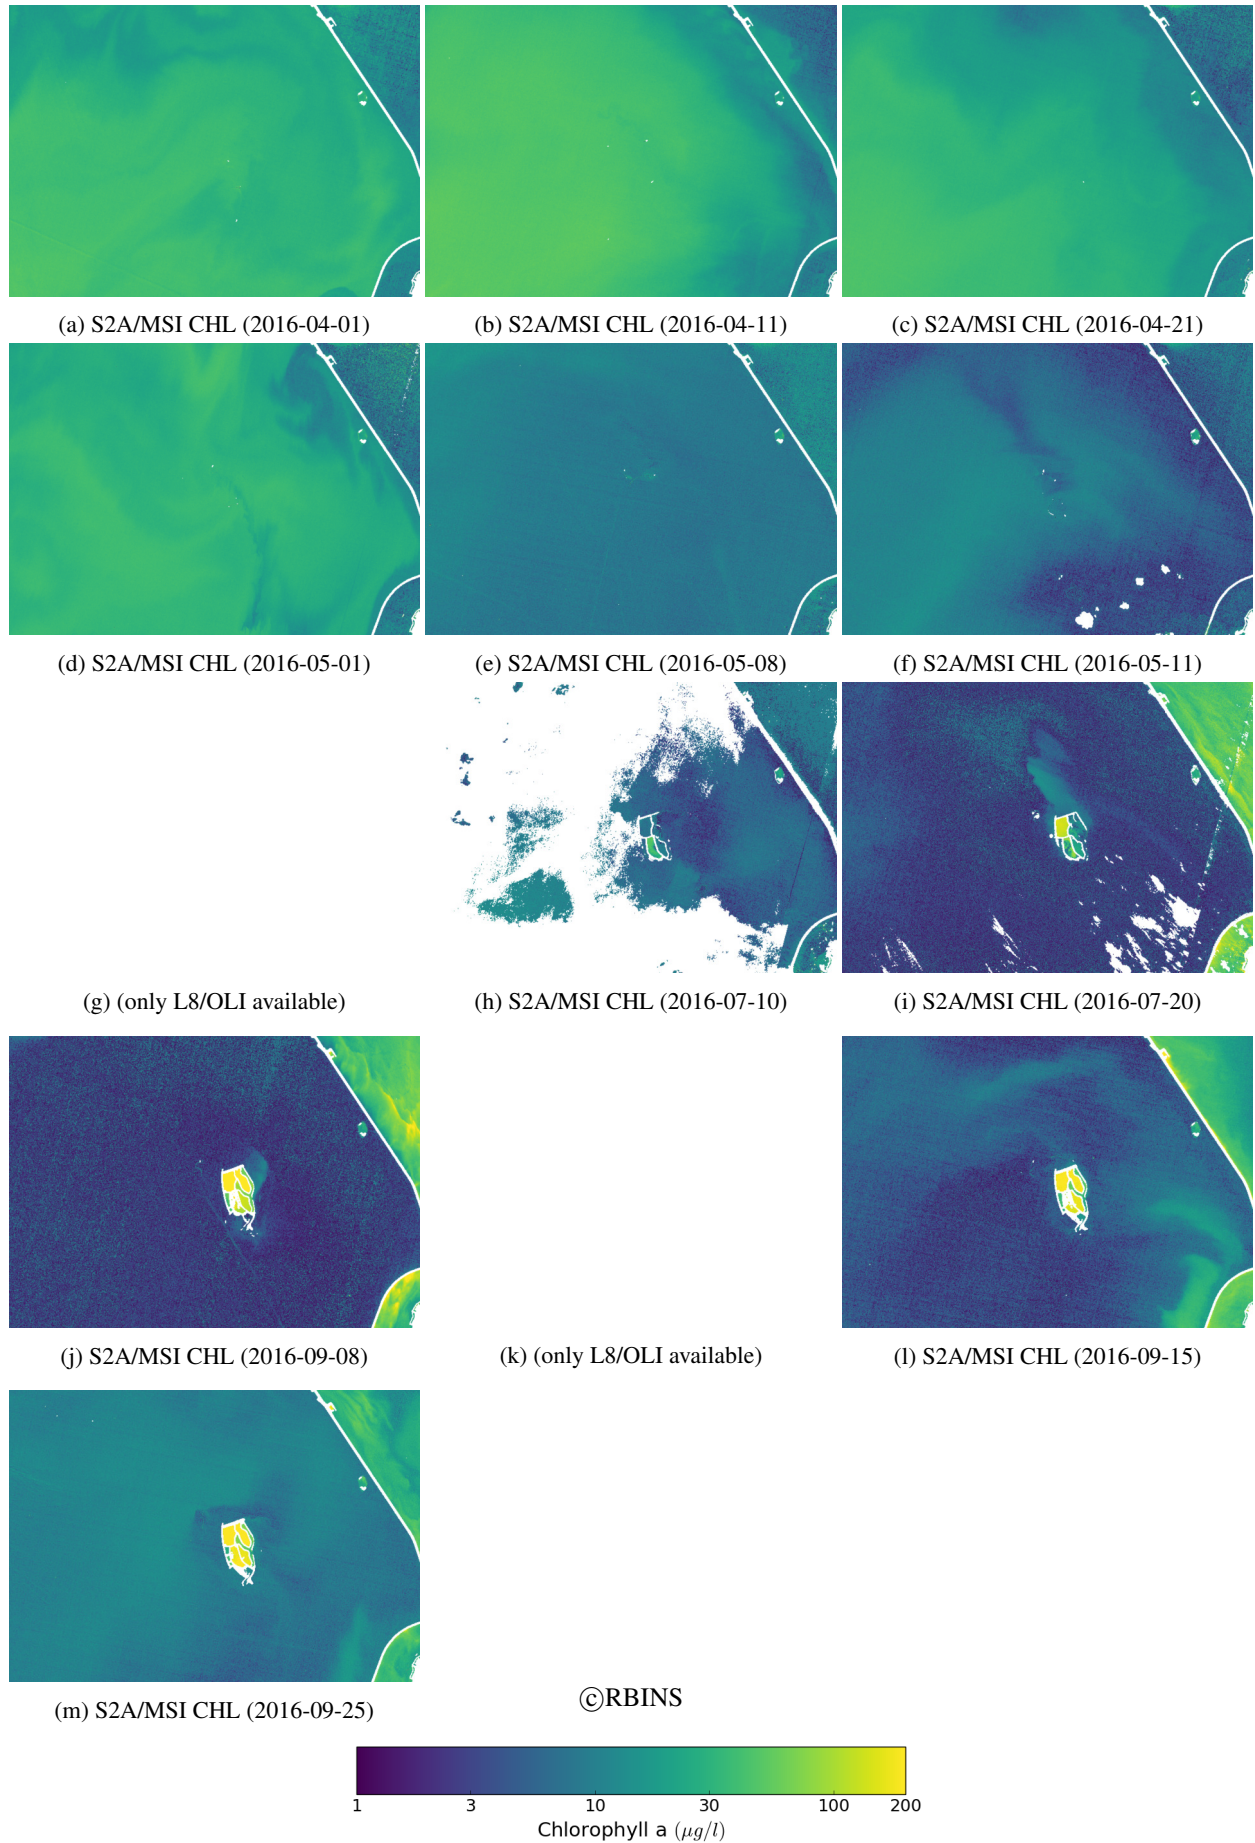 (a) S2A/MSI CHL (2016-04-01)
(b) S2A/MSI CHL (2016-04-11)
(c) S2A/MSI CHL (2016-04-21)
(d) S2A/MSI CHL (2016-05-01)
(e) S2A/MSI CHL (2016-05-08)
(f) S2A/MSI CHL (2016-05-11)
(g) (only L8/OLI available)
(h) S2A/MSI CHL (2016-07-10)
(i) S2A/MSI CHL (2016-07-20)
(j) S2A/MSI CHL (2016-09-08)
(k) (only L8/OLI available)
(l) S2A/MSI CHL (2016-09-15)
(m) S2A/MSI CHL (2016-09-25)
©RBINS
1 3 10 30 100 200
Chlorophyll a (μg/l)